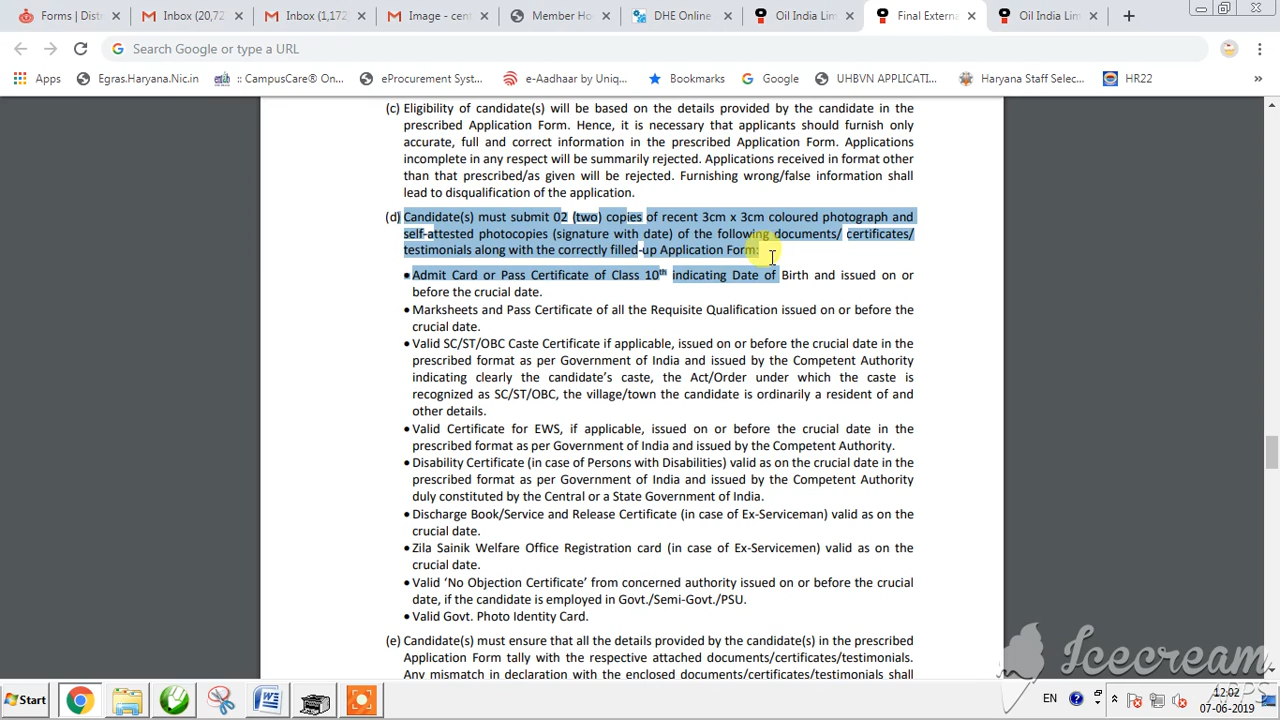 Forms | Distr
Inbox (20,72
Inbox (1,172
Image - cent
Member Ho
DHE Online
Oil India Lim
Final Externa
Oil India Lim
Search Google or type a URL
Apps
Egras.Haryana.Nic.in
:: CampusCare® On...
eProcurement Syst...
e-Aadhaar by Uniq...
Bookmarks
Google
UHBVN APPLICATI...
Haryana Staff Selec...
HR22
»
(c) Eligibility of candidate(s) will be based on the details provided by the candidate in the
prescribed Application Form. Hence, it is necessary that applicants should furnish only
accurate, full and correct information in the prescribed Application Form. Applications
incomplete in any respect will be summarily rejected. Applications received in format other
than that prescribed/as given will be rejected. Furnishing wrong/false information shall
lead to disqualification of the application.
(d) Candidate(s) must submit 02 (two) copies of recent 3cm x 3cm coloured photograph and
self-attested photocopies (signature with date) of the following documents/ certificates/
testimonials along with the correctly filled-up Application Form:
• Admit Card or Pass Certificate of Class 10th indicating Date of Birth and issued on or
before the crucial date.
• Marksheets and Pass Certificate of all the Requisite Qualification issued on or before the
crucial date.
• Valid SC/ST/OBC Caste Certificate if applicable, issued on or before the crucial date in the
prescribed format as per Government of India and issued by the Competent Authority
indicating clearly the candidate's caste, the Act/Order under which the caste is
recognized as SC/ST/OBC, the village/town the candidate is ordinarily a resident of and
other details.
• Valid Certificate for EWS, if applicable, issued on or before the crucial date in the
prescribed format as per Government of India and issued by the Competent Authority.
• Disability Certificate (in case of Persons with Disabilities) valid as on the crucial date in the
prescribed format as per Government of India and issued by the Competent Authority
duly constituted by the Central or a State Government of India.
• Discharge Book/Service and Release Certificate (in case of Ex-Serviceman) valid as on the
crucial date.
• Zila Sainik Welfare Office Registration card (in case of Ex-Servicemen) valid as on the
crucial date.
• Valid 'No Objection Certificate' from concerned authority issued on or before the crucial
date, if the candidate is employed in Govt./Semi-Govt./PSU.
• Valid Govt. Photo Identity Card.
(e) Candidate(s) must ensure that all the details provided by the candidate(s) in the prescribed
Application Form tally with the respective attached documents/certificates/testimonials.
Any mismatch in declaration with the enclosed documents/certificates/testimonials shall
Icecream
APPS
Start
EN
12:02
07-06-2019